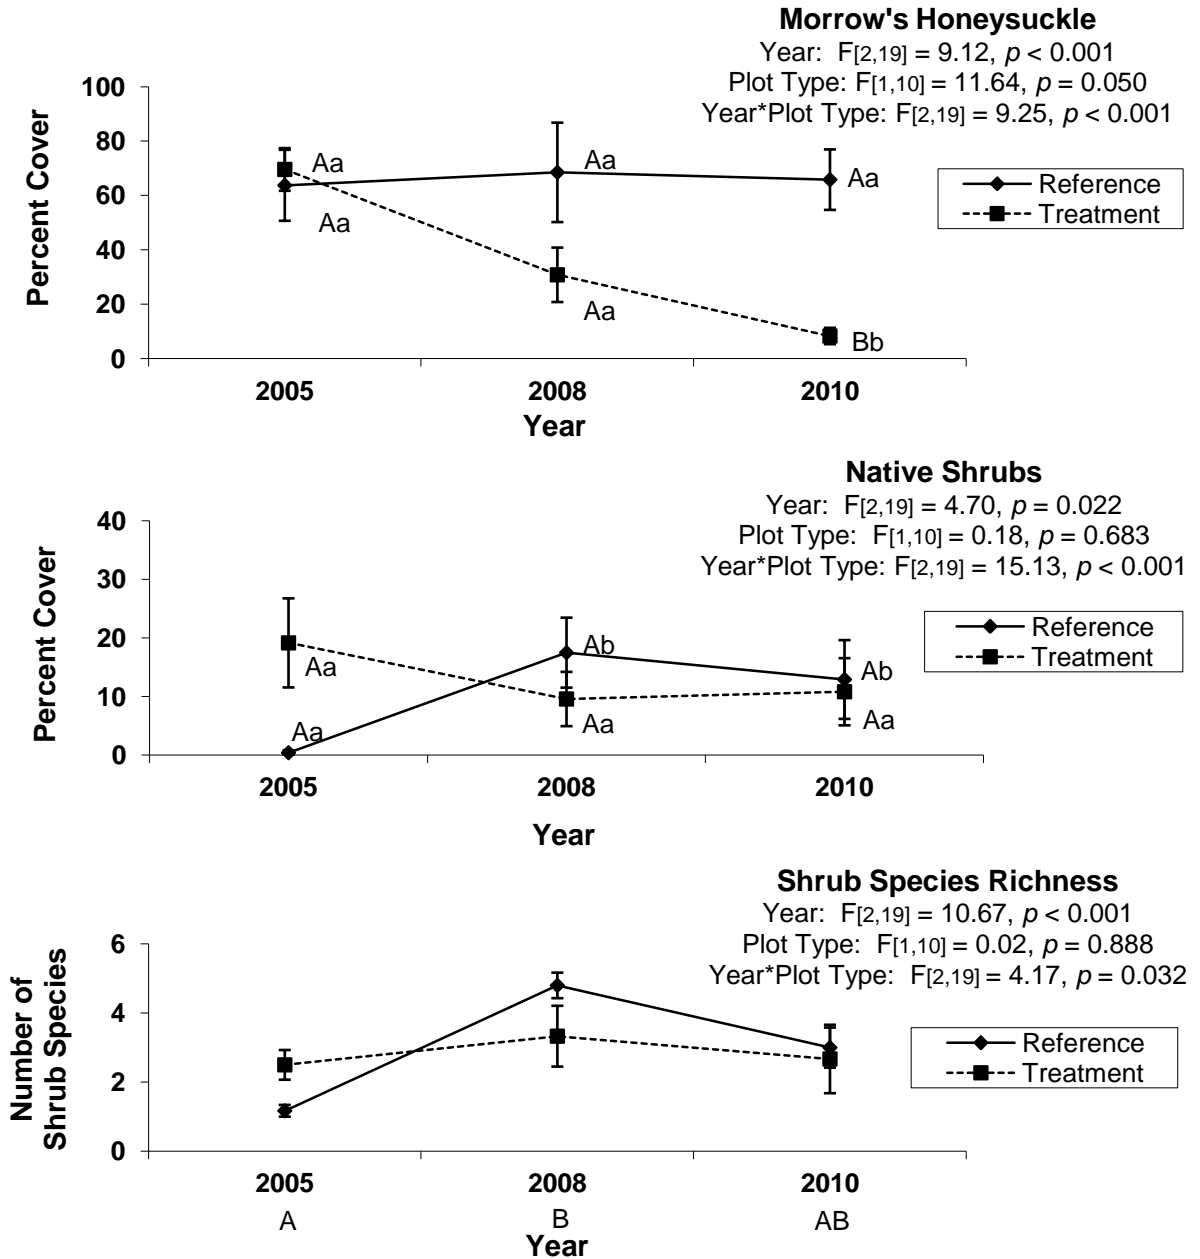 Morrow's Honeysuckle
Year: F[2,19] = 9.12, p < 0.001
Plot Type: F[1,10] = 11.64, p = 0.050
Year*Plot Type: F[2,19] = 9.25, p < 0.001
Percent Cover
100
80
60
40
20
0
Aa
Aa
Aa
Aa
Aa
Bb
Reference
Treatment
2005
2008
2010
Year
Native Shrubs
Year: F[2,19] = 4.70, p = 0.022
Plot Type: F[1,10] = 0.18, p = 0.683
Year*Plot Type: F[2,19] = 15.13, p < 0.001
Percent Cover
40
30
20
10
0
Aa
Aa
Ab
Aa
Ab
Aa
Reference
Treatment
2005
2008
2010
Year
Shrub Species Richness
Year: F[2,19] = 10.67, p < 0.001
Plot Type: F[1,10] = 0.02, p = 0.888
Year*Plot Type: F[2,19] = 4.17, p = 0.032
Number of
Shrub Species
6
4
2
0
Reference
Treatment
2005
2008
2010
A
B
AB
Year